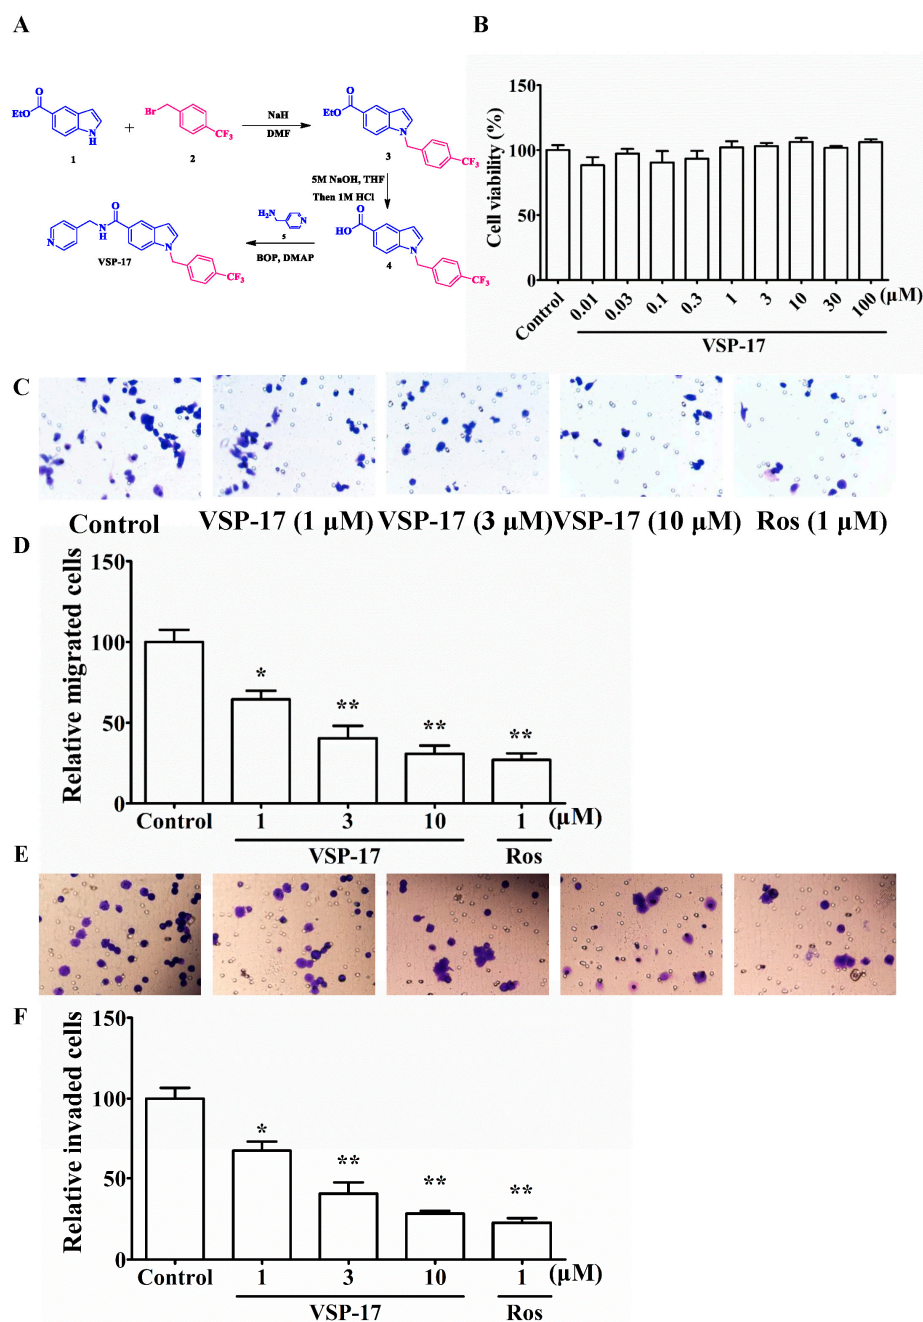 A
B
O
EtO
N
H
1
+
Br
CF3
2
NaH
DMF
O
EtO
N
CF3
3
5M NaOH, THF
Then 1M HCl
O
HO
N
CF3
4
H2N
N
5
BOP, DMAP
O
N
H
N
N
CF3
VSP-17
Cell viability (%)
150
100
50
0
Control 0.01 0.03 0.1 0.3 1 3 10 30 100 (μM)
VSP-17
C
Control VSP-17 (1 μM) VSP-17 (3 μM) VSP-17 (10 μM) Ros (1 μM)
D
Relative migrated cells
150
100
50
0
* ** ** **
Control 1 3 10 1 (μM)
VSP-17 Ros
E
F
Relative invaded cells
150
100
50
0
* ** ** **
Control 1 3 10 1 (μM)
VSP-17 Ros